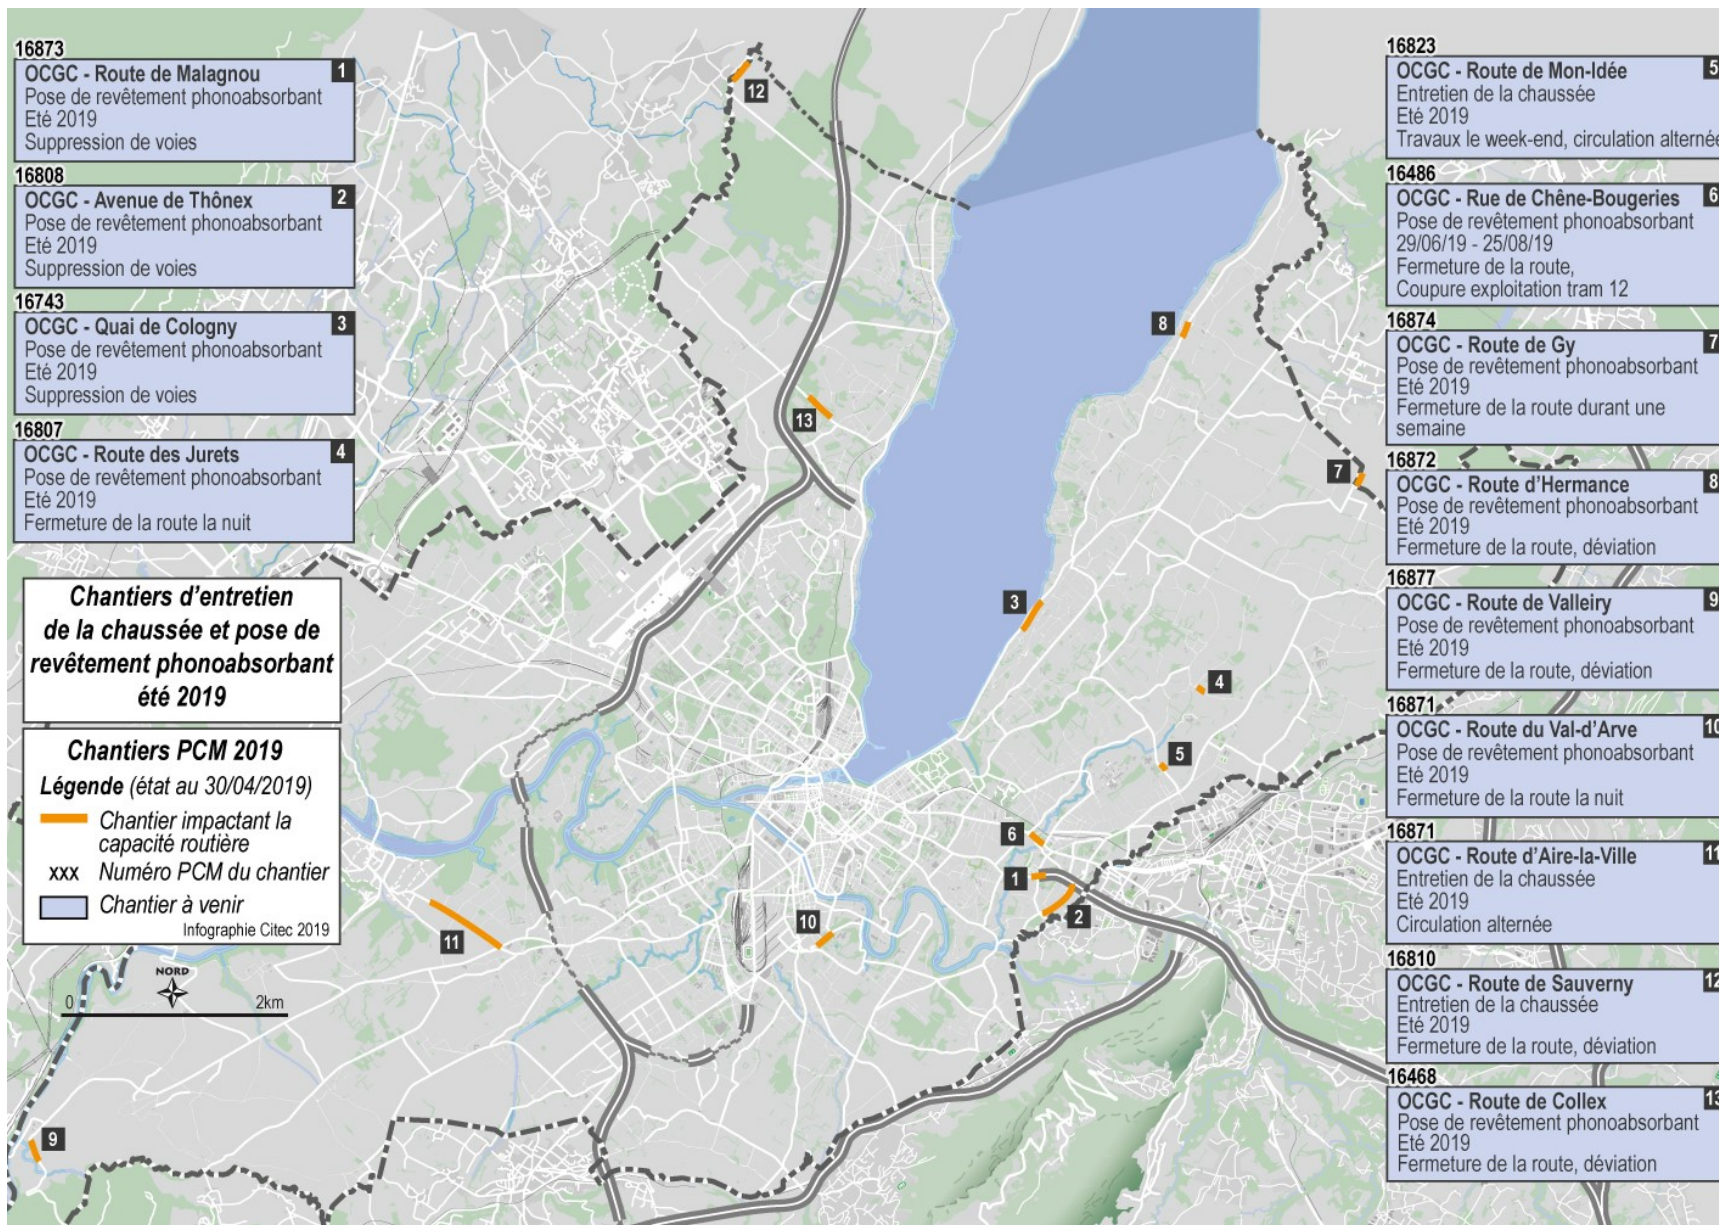 16873
OCGC - Route de Malagnou 1
Pose de revêtement phonoabsorbant
Eté 2019
Suppression de voies
16808
OCGC - Avenue de Thônex 2
Pose de revêtement phonoabsorbant
Eté 2019
Suppression de voies
16743
OCGC - Quai de Cologny 3
Pose de revêtement phonoabsorbant
Eté 2019
Suppression de voies
16807
OCGC - Route des Jurets 4
Pose de revêtement phonoabsorbant
Eté 2019
Fermeture de la route la nuit
Chantiers d'entretien
de la chaussée et pose de
revêtement phonoabsorbant
été 2019
Chantiers PCM 2019
Légende (état au 30/04/2019)
Chantier impactant la
capacité routière
xxx Numéro PCM du chantier
Chantier à venir
Infographie Citec 2019
NORD
0 2km
12
8
13
7
3
4
5
6
1
2
10
11
9
16823
OCGC - Route de Mon-Idée 5
Entretien de la chaussée
Eté 2019
Travaux le week-end, circulation alternée
16486
OCGC - Rue de Chêne-Bougeries 6
Pose de revêtement phonoabsorbant
29/06/19 - 25/08/19
Fermeture de la route,
Coupure exploitation tram 12
16874
OCGC - Route de Gy 7
Pose de revêtement phonoabsorbant
Eté 2019
Fermeture de la route durant une
semaine
16872
OCGC - Route d'Hermance 8
Pose de revêtement phonoabsorbant
Eté 2019
Fermeture de la route, déviation
16877
OCGC - Route de Valleiry 9
Pose de revêtement phonoabsorbant
Eté 2019
Fermeture de la route, déviation
16871
OCGC - Route du Val-d'Arve 10
Pose de revêtement phonoabsorbant
Eté 2019
Fermeture de la route la nuit
16871
OCGC - Route d'Aire-la-Ville 11
Entretien de la chaussée
Eté 2019
Circulation alternée
16810
OCGC - Route de Sauverny 12
Entretien de la chaussée
Eté 2019
Fermeture de la route, déviation
16468
OCGC - Route de Collex 13
Pose de revêtement phonoabsorbant
Eté 2019
Fermeture de la route, déviation